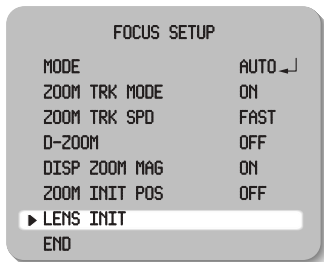 FOCUS SETUP
MODE AUTO↵
ZOOM TRK MODE ON
ZOOM TRK SPD FAST
D-ZOOM OFF
DISP ZOOM MAG ON
ZOOM INIT POS OFF
▶ LENS INIT
END